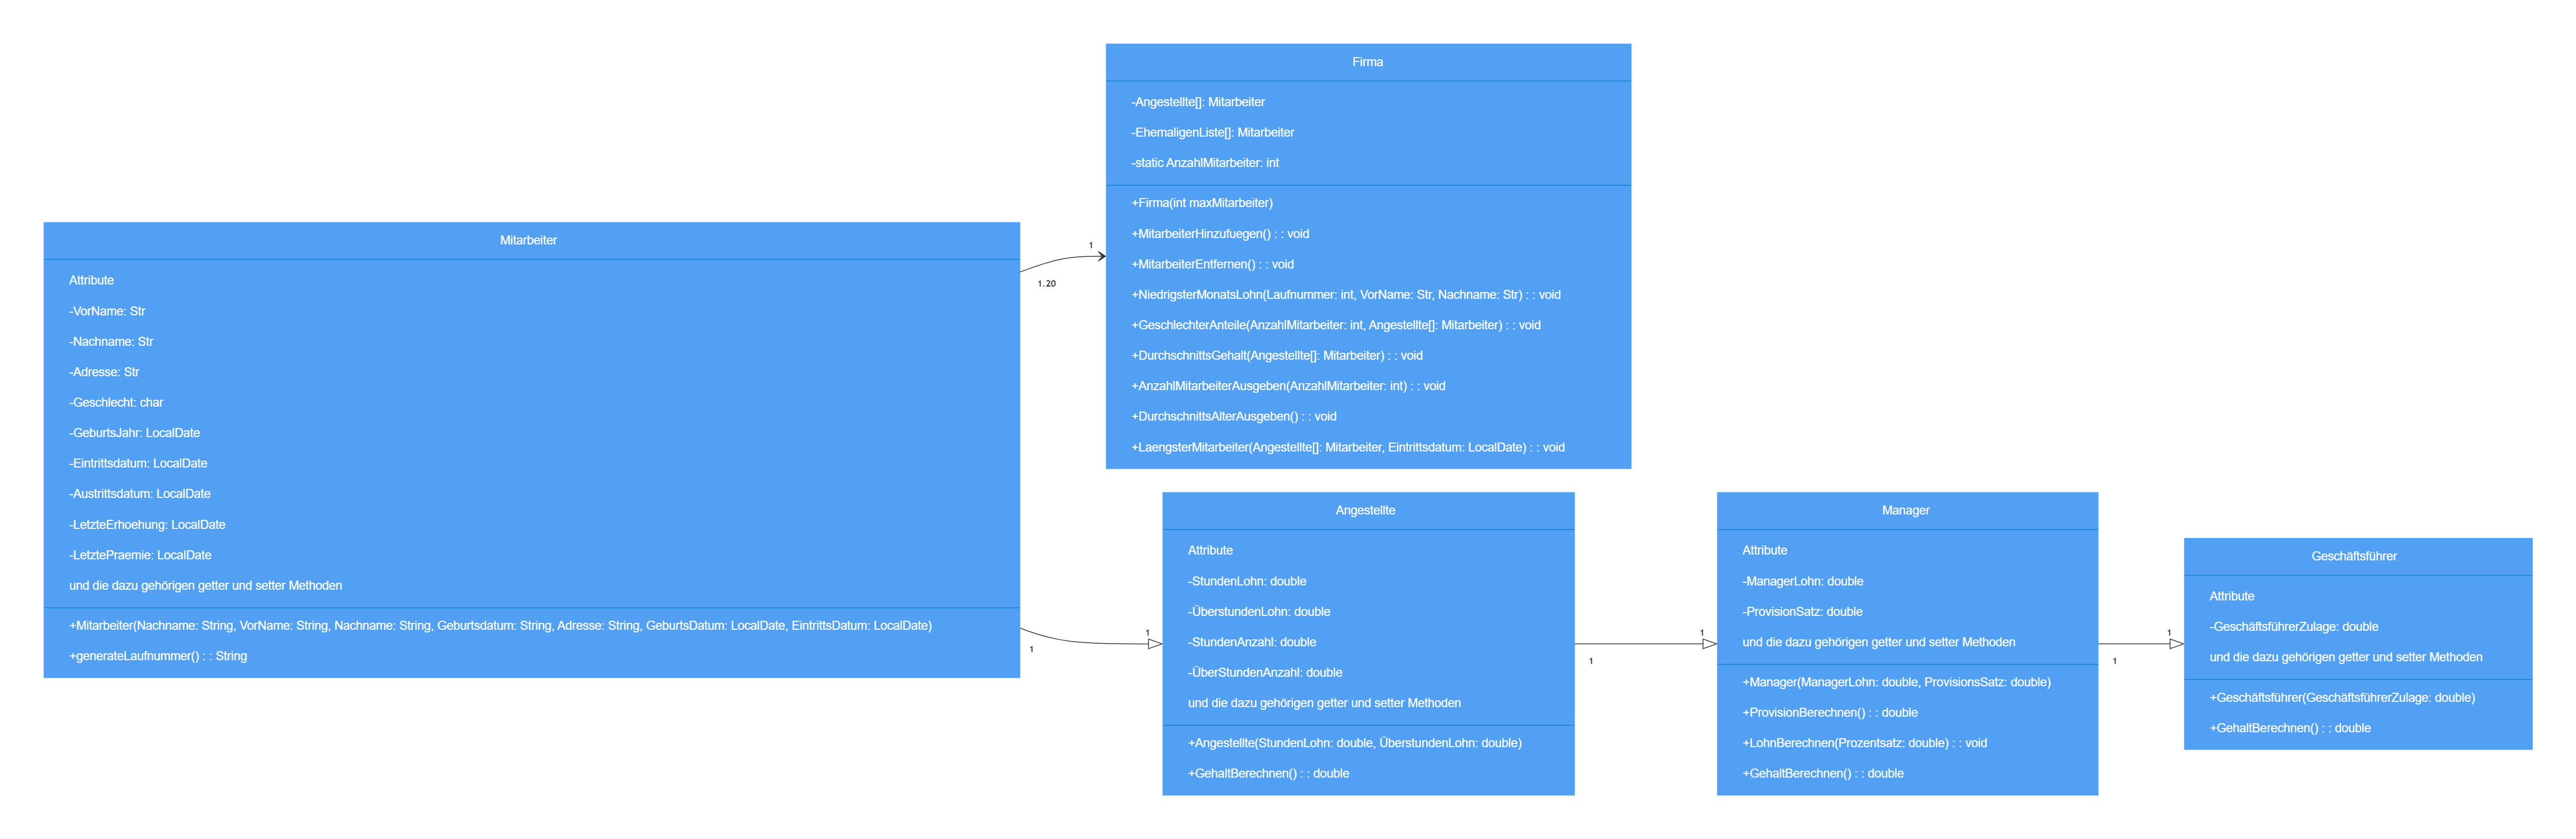 Firma
-Angestellte[]: Mitarbeiter
-EhemaligenListe[]: Mitarbeiter
-static AnzahlMitarbeiter: int
+Firma(int maxMitarbeiter)
+MitarbeiterHinzufuegen() : : void
+MitarbeiterEntfernen() : : void
+NiedrigsterMonatsLohn(Laufnummer: int, VorName: Str, Nachname: Str) : : void
+GeschlechterAnteile(AnzahlMitarbeiter: int, Angestellte[]: Mitarbeiter) : : void
+DurchschnittsGehalt(Angestellte[]: Mitarbeiter) : : void
+AnzahlMitarbeiterAusgeben(AnzahlMitarbeiter: int) : : void
+DurchschnittsAlterAusgeben() : : void
+LaengsterMitarbeiter(Angestellte[]: Mitarbeiter, Eintrittsdatum: LocalDate) : : void
Mitarbeiter
Attribute
-VorName: Str
-Nachname: Str
-Adresse: Str
-Geschlecht: char
-GeburtsJahr: LocalDate
-Eintrittsdatum: LocalDate
-Austrittsdatum: LocalDate
-LetzteErhoehung: LocalDate
-LetztePraemie: LocalDate
und die dazu gehörigen getter und setter Methoden
+Mitarbeiter(Nachname: String, VorName: String, Nachname: String, Geburtsdatum: String, Adresse: String, GeburtsDatum: LocalDate, EintrittsDatum: LocalDate)
+generateLaufnummer() : : String
1
1.20
1
1
Angestellte
Attribute
-StundenLohn: double
-ÜberstundenLohn: double
-StundenAnzahl: double
-ÜberStundenAnzahl: double
und die dazu gehörigen getter und setter Methoden
+Angestellte(StundenLohn: double, ÜberstundenLohn: double)
+GehaltBerechnen() : : double
1
1
Manager
Attribute
-ManagerLohn: double
-ProvisionSatz: double
und die dazu gehörigen getter und setter Methoden
+Manager(ManagerLohn: double, ProvisionsSatz: double)
+ProvisionBerechnen() : : double
+LohnBerechnen(Prozentsatz: double) : : void
+GehaltBerechnen() : : double
1
1
Geschäftsführer
Attribute
-GeschäftsführerZulage: double
und die dazu gehörigen getter und setter Methoden
+Geschäftsführer(GeschäftsführerZulage: double)
+GehaltBerechnen() : : double